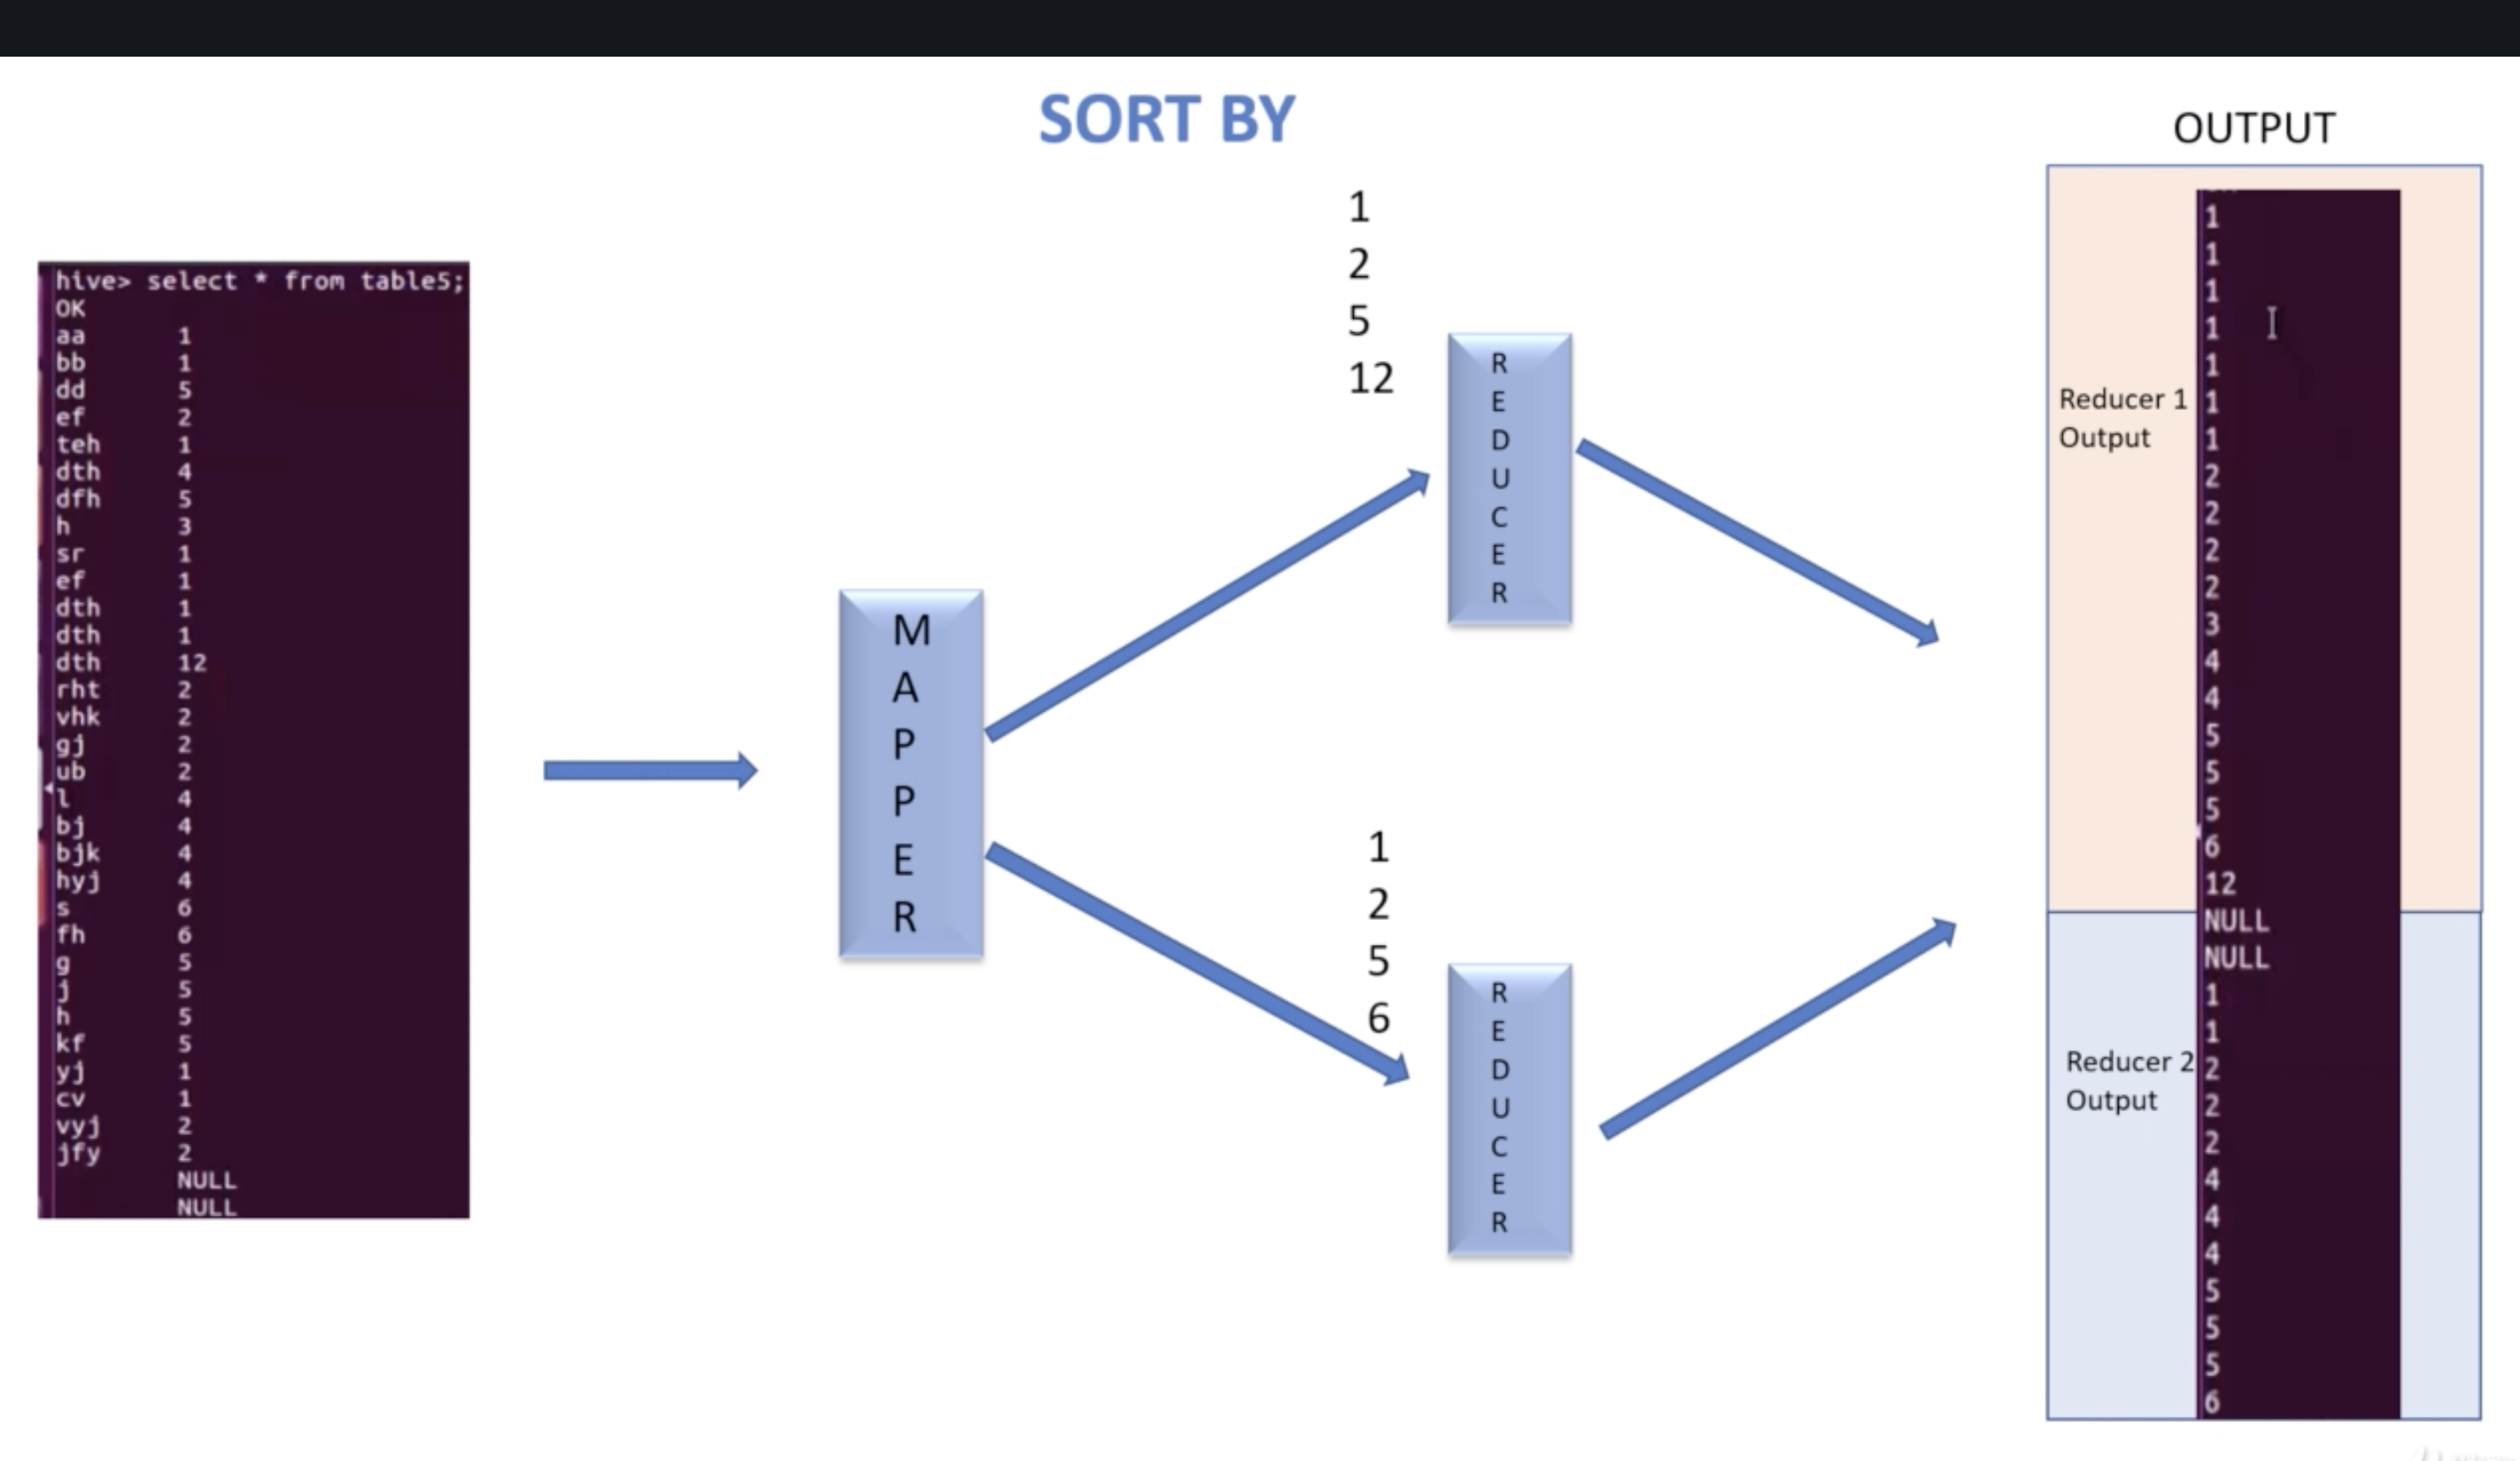 SORT BY
OUTPUT
hive> select * from table5;
OK
aa 1
bb 1
dd 5
ef 2
teh 1
dth 4
dfh 5
h 3
sr 1
ef 1
dth 1
dth 1
dth 12
rht 2
vhk 2
gj 2
ub 2
l 4
bj 4
bjk 4
hyj 4
s 6
fh 6
g 5
j 5
h 5
kf 5
yj 1
cv 1
vyj 2
jfy 2
NULL
NULL
MAPPER
1
2
5
12
REDUCER
1
2
5
6
REDUCER
Reducer 1
Output
1
1
1
1
1
1
1
2
2
2
2
3
4
4
5
5
5
6
12
Reducer 2
Output
NULL
NULL
1
1
2
2
2
4
4
4
5
5
5
6